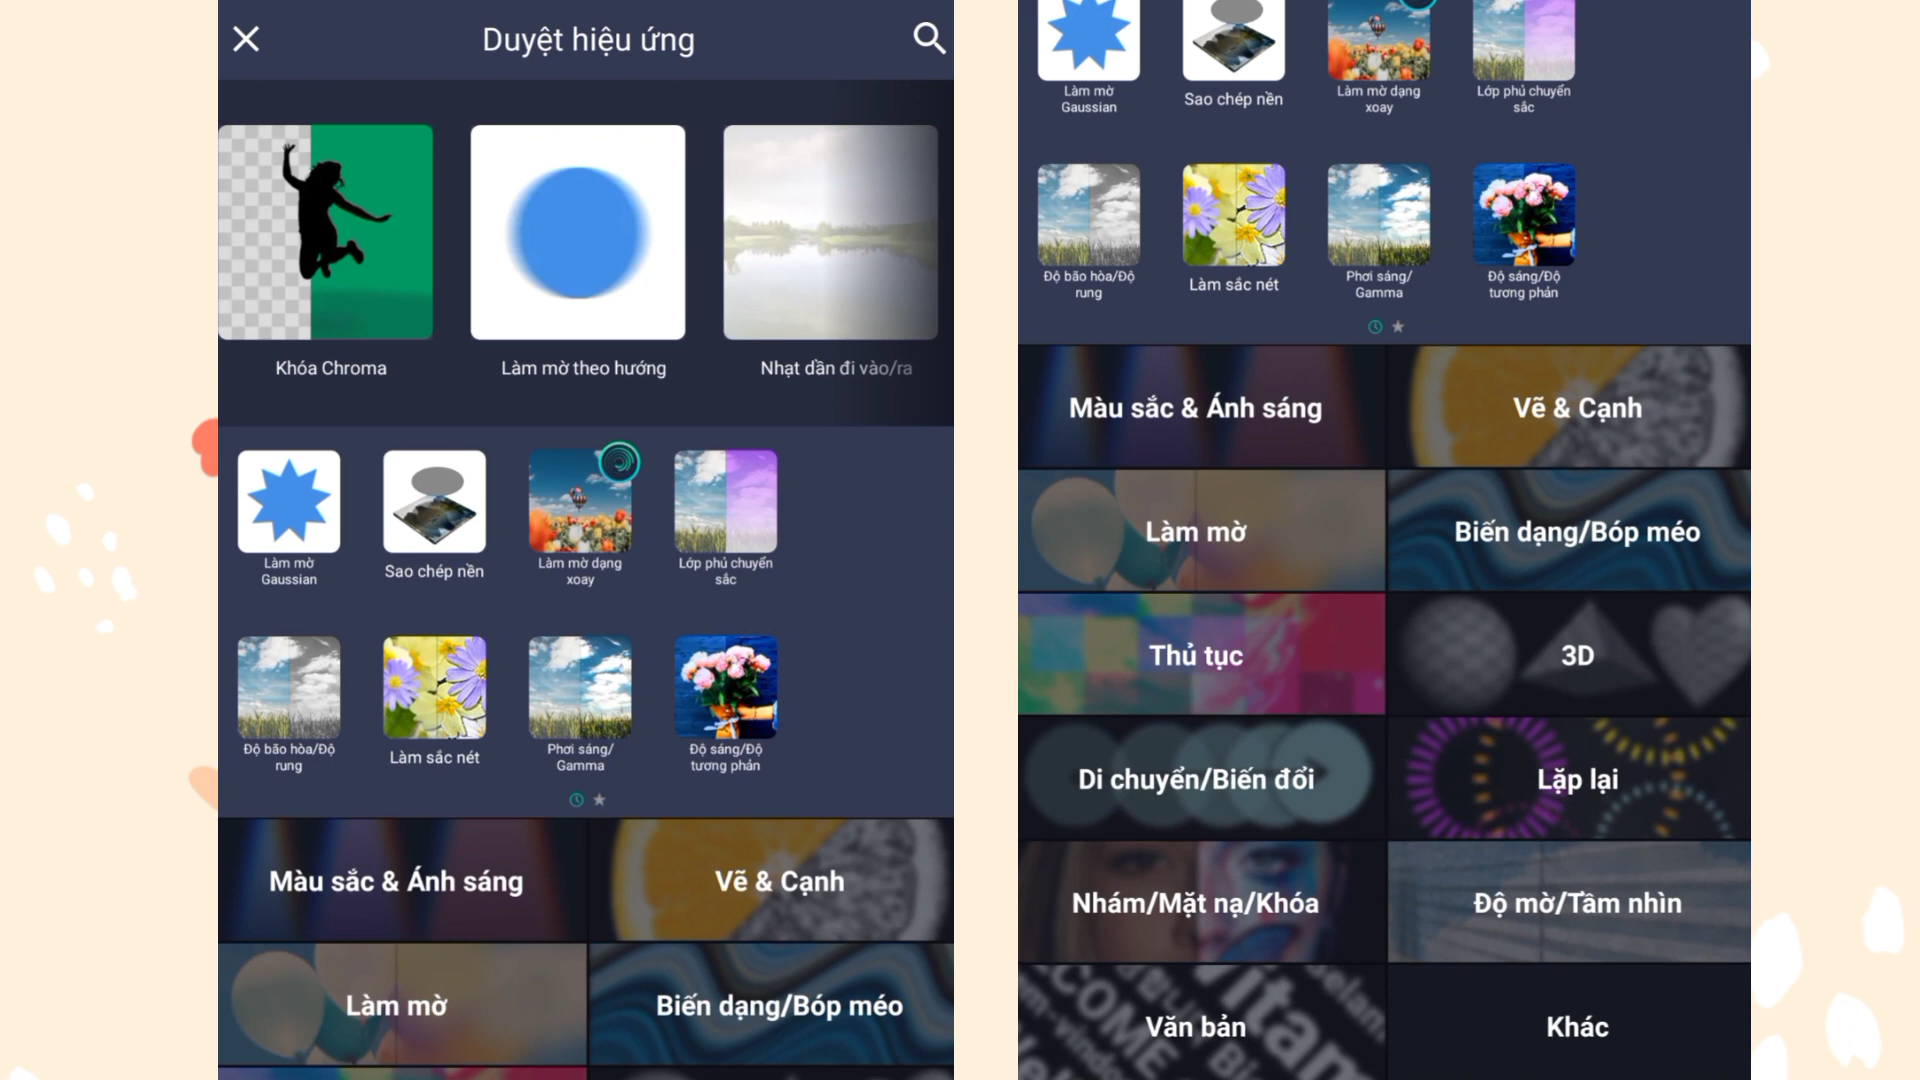 Duyệt hiệu ứng
Khóa Chroma
Làm mờ theo hướng
Nhạt dần đi vào/ra
Làm mờ
Gaussian
Sao chép nền
Làm mờ dạng
xoay
Lớp phủ chuyển
sắc
Độ bão hòa/Độ
rung
Làm sắc nét
Phơi sáng/
Gamma
Độ sáng/Độ
tương phản
Màu sắc & Ánh sáng
Vẽ & Cạnh
Làm mờ
Biến dạng/Bóp méo
Làm mờ
Gaussian
Sao chép nền
Làm mờ dạng
xoay
Lớp phủ chuyển
sắc
Độ bão hòa/Độ
rung
Làm sắc nét
Phơi sáng/
Gamma
Độ sáng/Độ
tương phản
Màu sắc & Ánh sáng
Vẽ & Cạnh
Làm mờ
Biến dạng/Bóp méo
Thủ tục
3D
Di chuyển/Biến đổi
Lặp lại
Nhám/Mặt nạ/Khóa
Độ mờ/Tầm nhìn
Văn bản
Khác